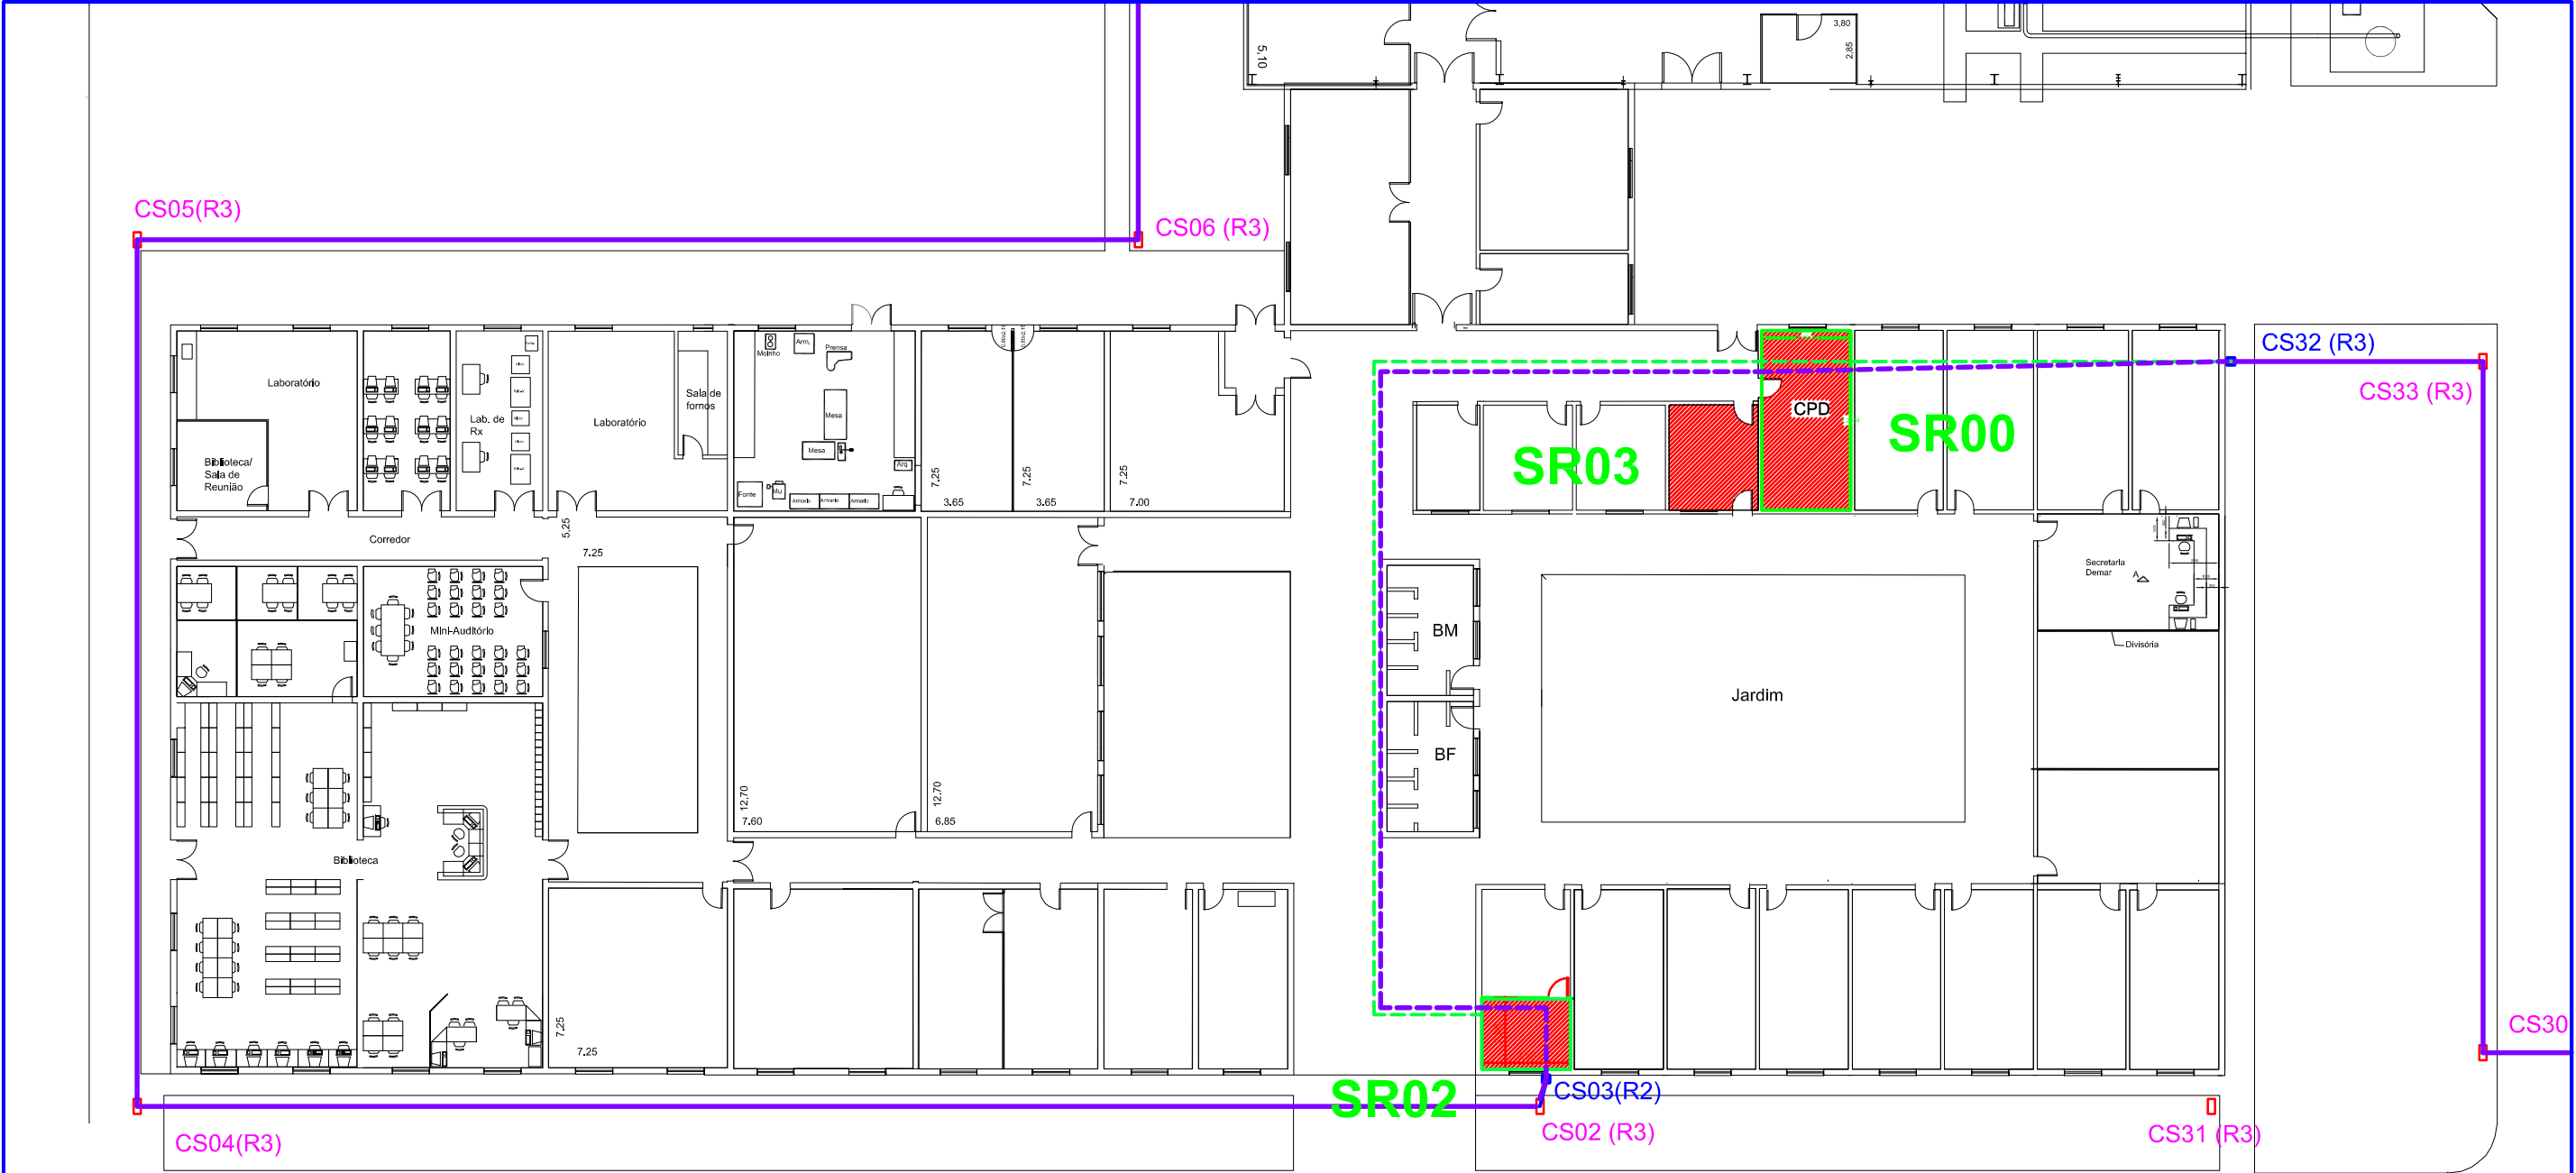 5,10
3,80
2,85
CS05(R3)
CS06 (R3)
CS32 (R3)
CS33 (R3)
Laboratório
Biblioteca/
Sala de
Reunião
Lab. de
Rx
Laboratório
Sala de
fornos
Moinho
Arm,
Prensa
Mesa
Mesa
Arq
Fonte
Mu
Armario
Armario
Armario
7.25
3.65
7.25
3.65
7.25
7.00
CPD
SR03
SR00
Corredor
5,25
7.25
Mini-Auditório
Secretaria
Demar
A
Divisória
BM
BF
Jardim
12.70
7.60
12.70
6.85
Biblioteca
7.25
7.25
CS30
SR02
CS03(R2)
CS04(R3)
CS02 (R3)
CS31 (R3)